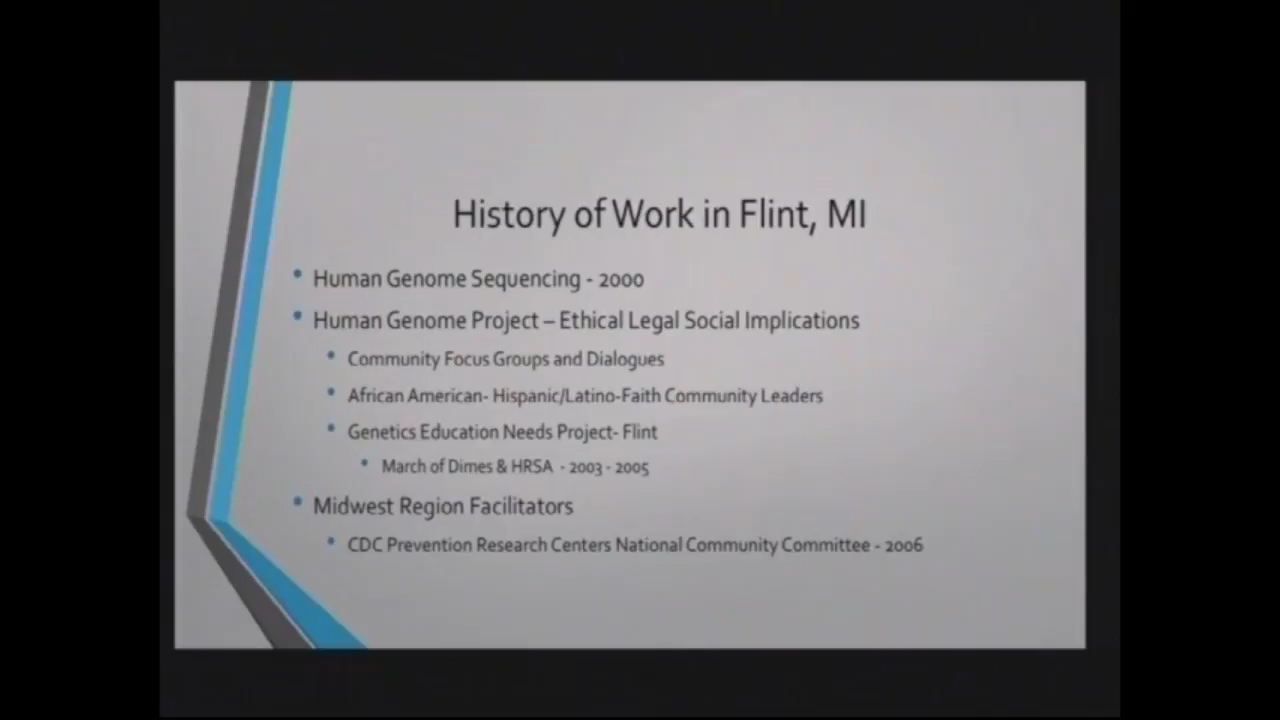 History of Work in Flint, MI
• Human Genome Sequencing - 2000
• Human Genome Project – Ethical Legal Social Implications
• Community Focus Groups and Dialogues
• African American- Hispanic/Latino-Faith Community Leaders
• Genetics Education Needs Project- Flint
• March of Dimes & HRSA - 2003 - 2005
• Midwest Region Facilitators
• CDC Prevention Research Centers National Community Committee - 2006